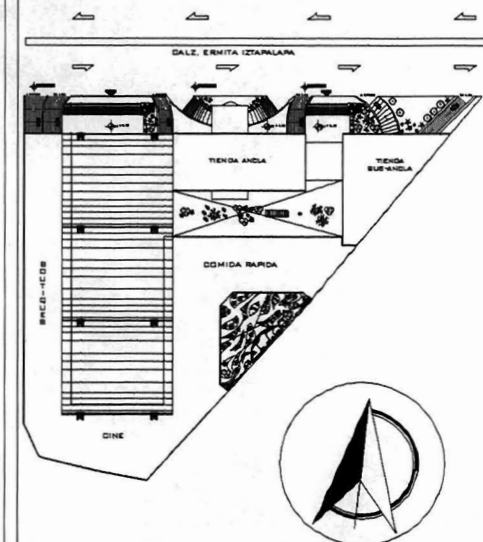 CALZ. ERMITA IZTAPALAPA
TIENDA ANCLA
TIENDA
SUB-ANCLA
COMIDA RAPIDA
BOUTIQUES
CINE